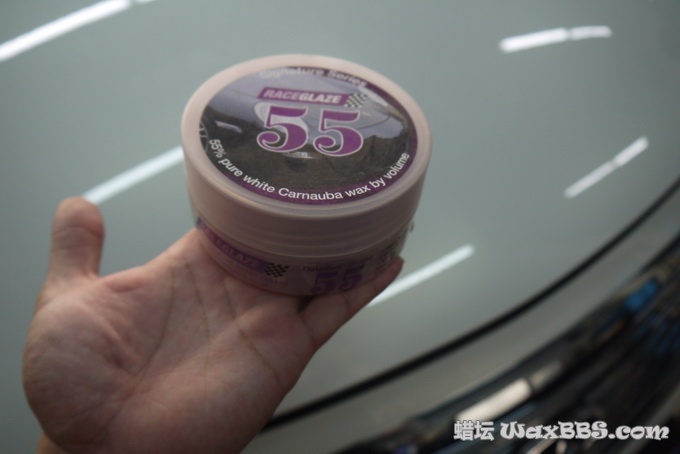 Signature Series
RACEGLAZE
55
55% pure white Carnauba wax by volume
RACEGLAZE
55
蜡坛 WaxBBS.com